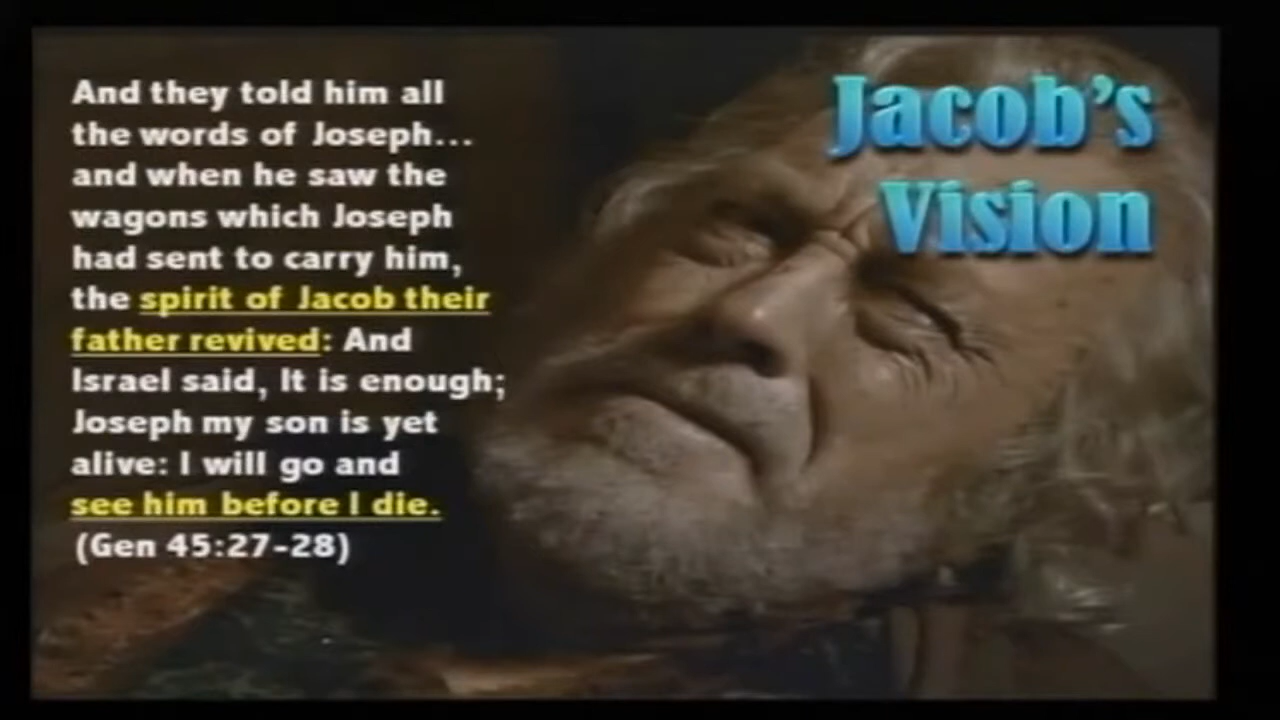 Jacob's
Vision
And they told him all
the words of Joseph...
and when he saw the
wagons which Joseph
had sent to carry him,
the spirit of Jacob their
father revived: And
Israel said, It is enough;
Joseph my son is yet
alive: I will go and
see him before I die.
(Gen 45:27-28)